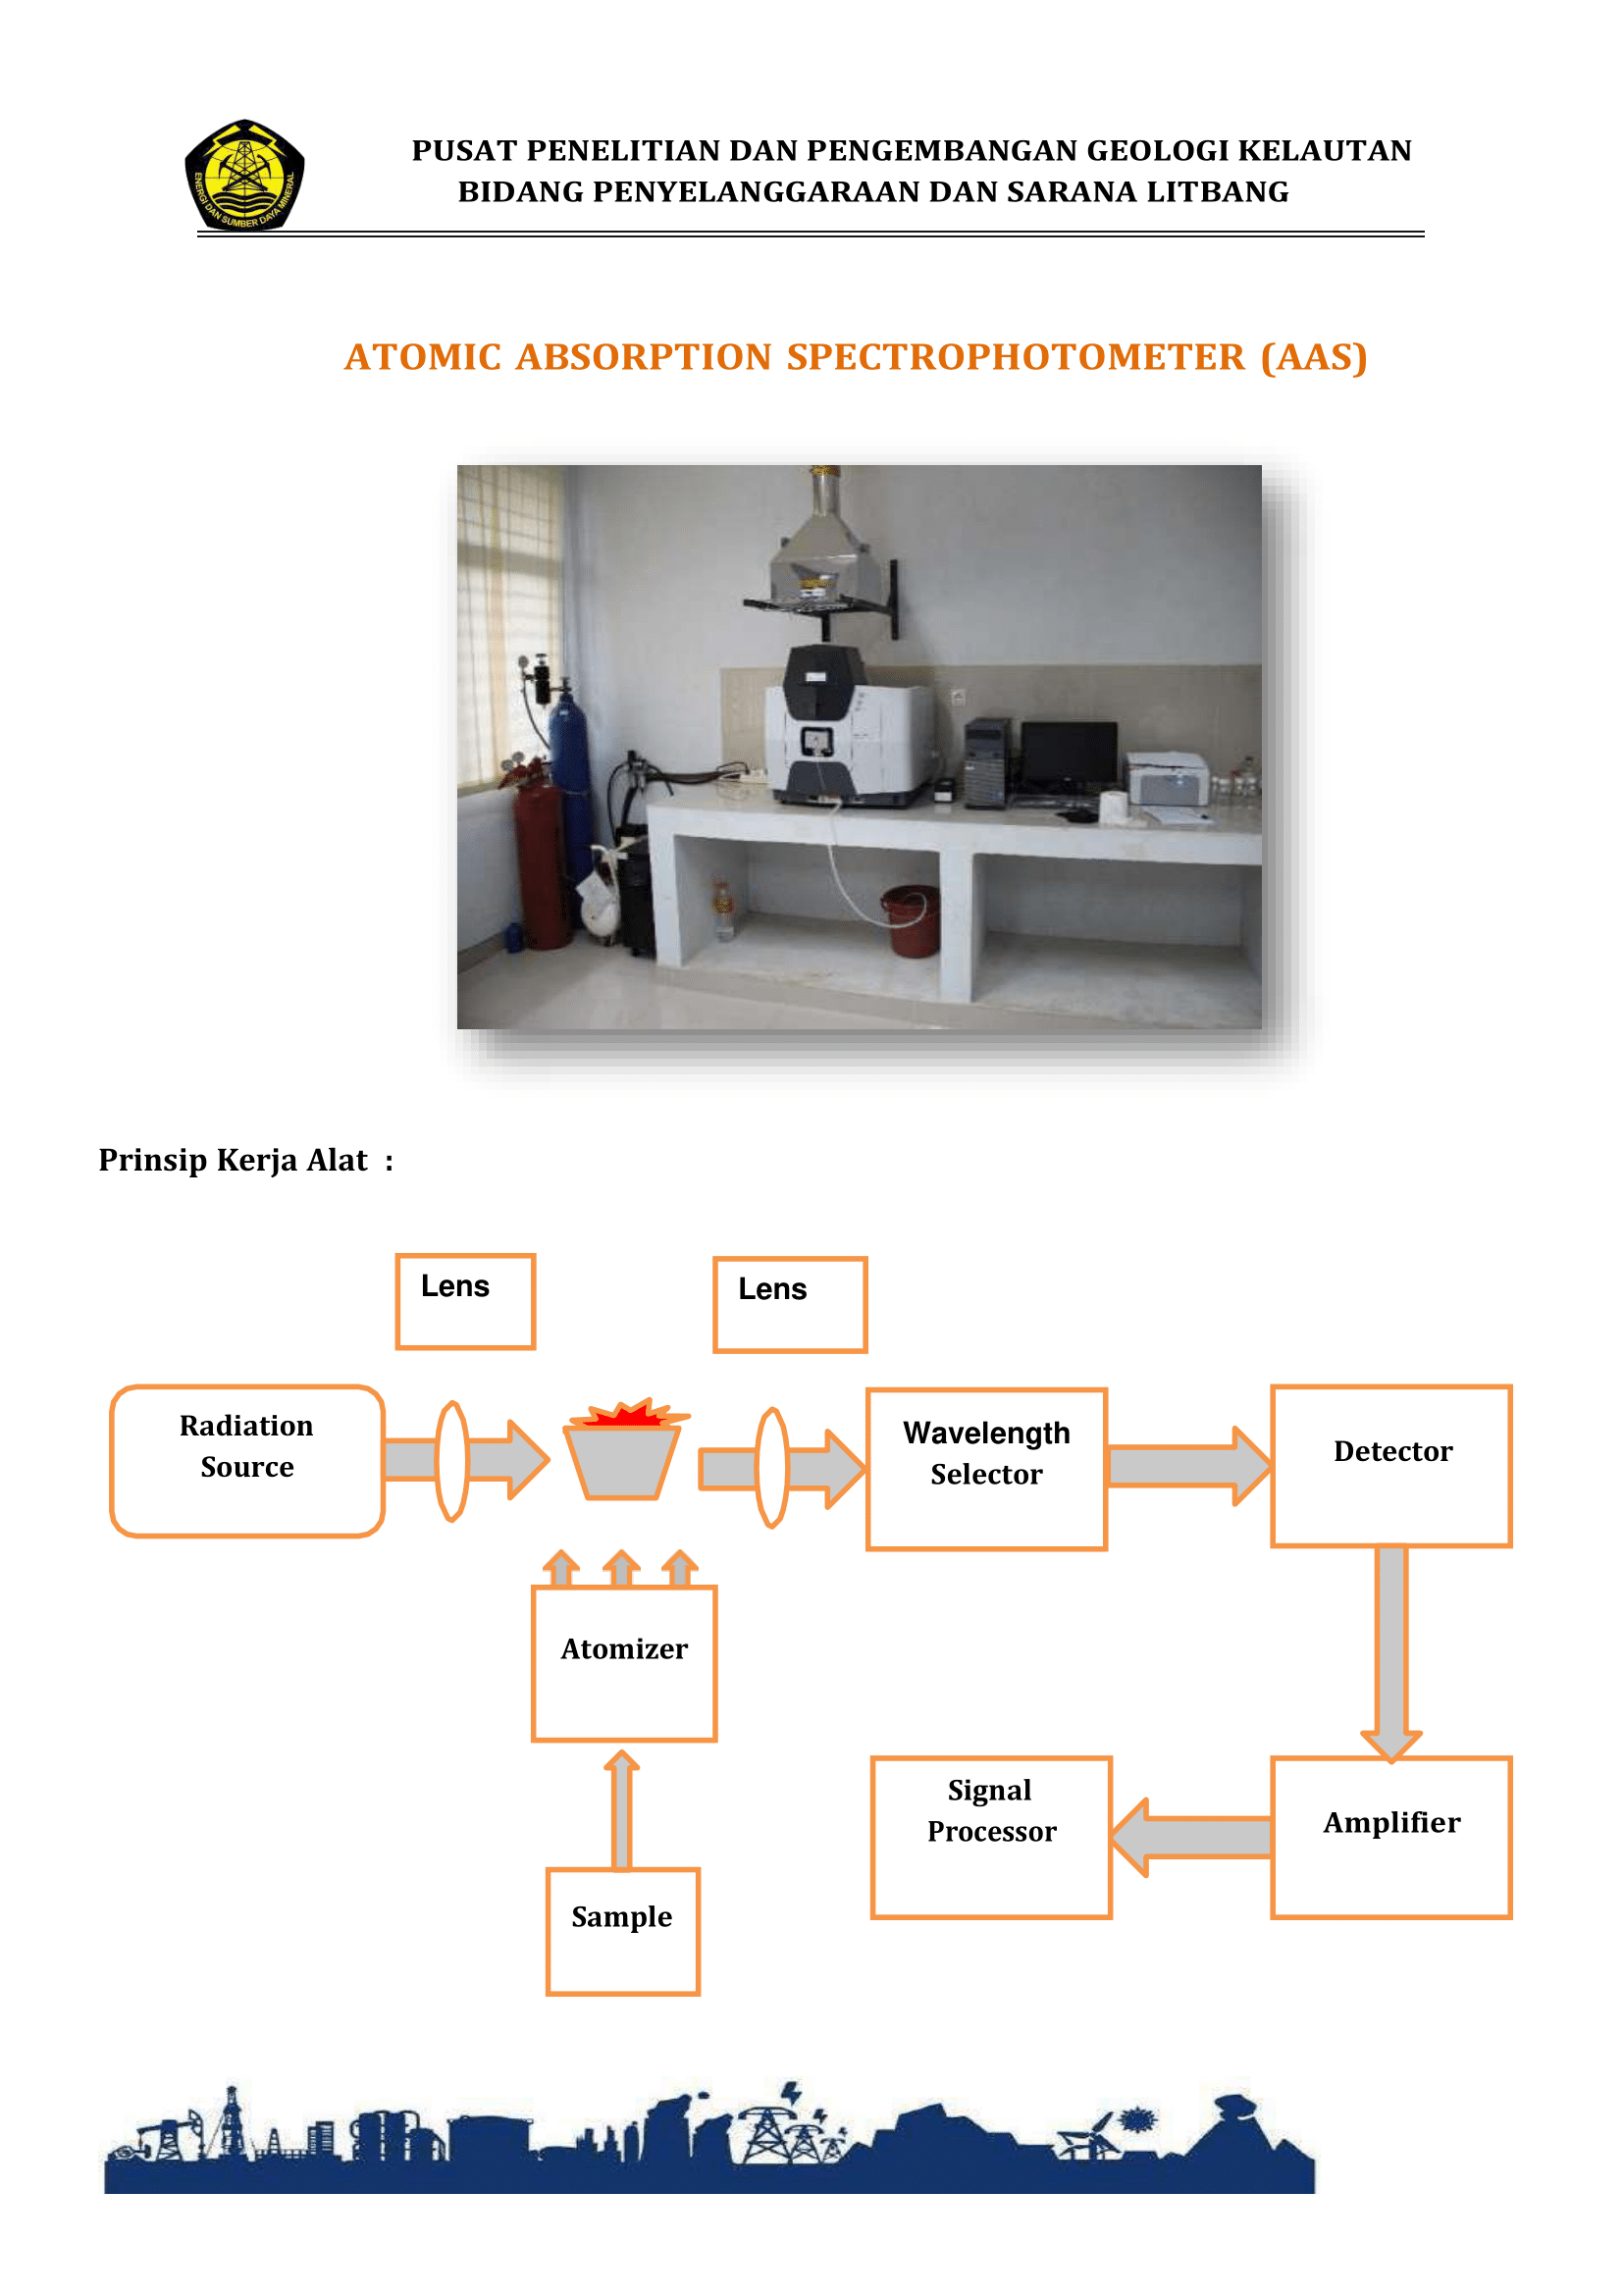 ENERGI DAN SUMBER DAYA MINERAL
PUSAT PENELITIAN DAN PENGEMBANGAN GEOLOGI KELAUTAN
BIDANG PENYELANGGARAAN DAN SARANA LITBANG
ATOMIC ABSORPTION SPECTROPHOTOMETER (AAS)
Prinsip Kerja Alat :
Lens
Lens
Radiation
Source
Wavelength
Selector
Detector
Atomizer
Signal
Processor
Amplifier
Sample